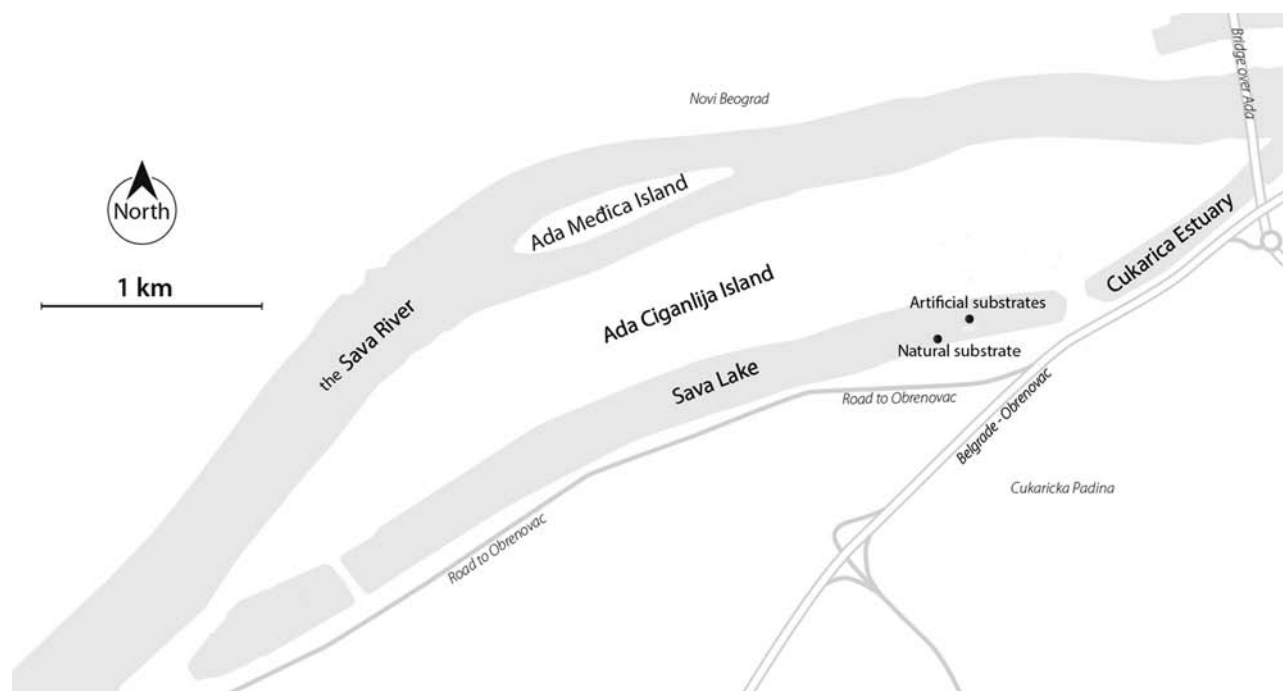 Bridge over Ada
Novi Beograd
North
Ada Međica Island
Cukarica Estuary
1 km
the Sava River
Ada Ciganlija Island
Artificial substrates
Natural substrate
Sava Lake
Road to Obrenovac
Belgrade - Obrenovac
Cukaricka Padina
Road to Obrenovac